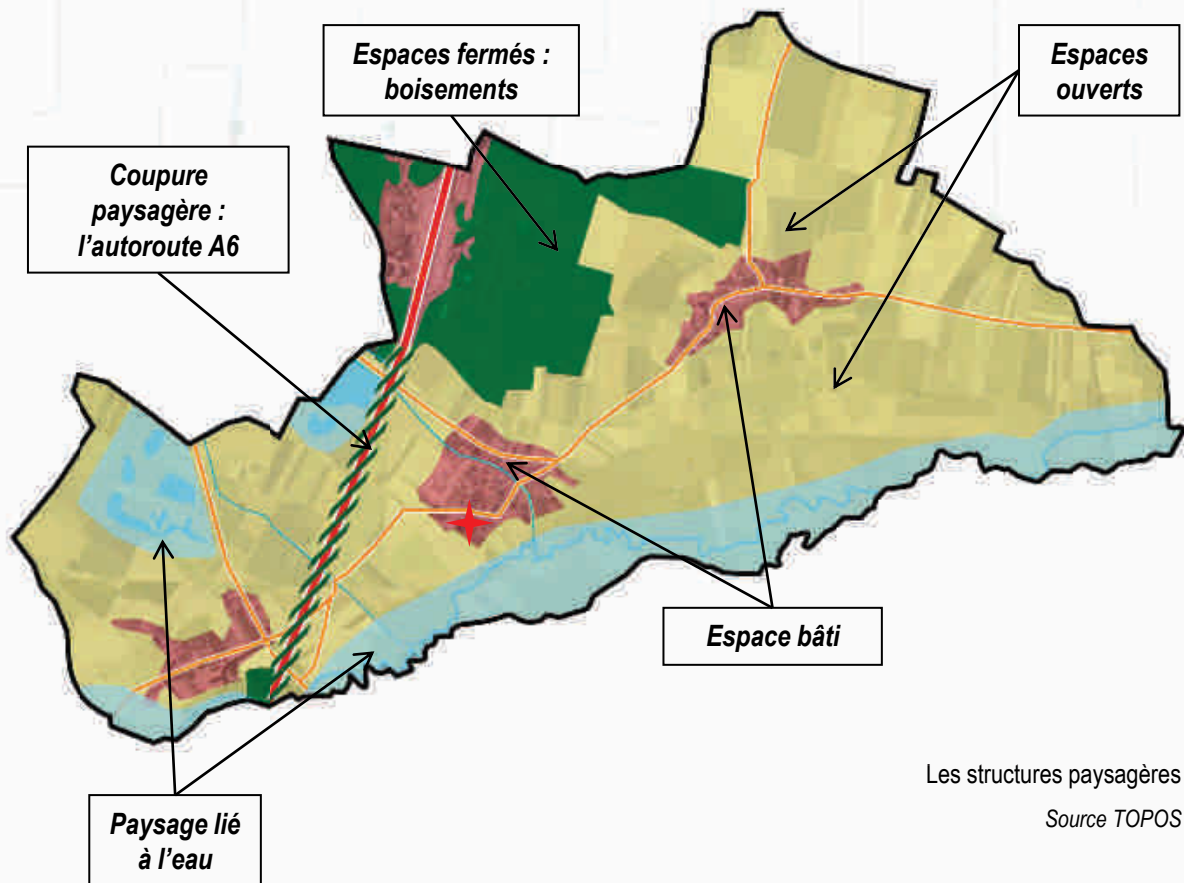 Espaces fermés :
boisements
Espaces
ouverts
Coupure
paysagère :
l'autoroute A6
Espace bâti
Les structures paysagères
Source TOPOS
Paysage lié
à l'eau